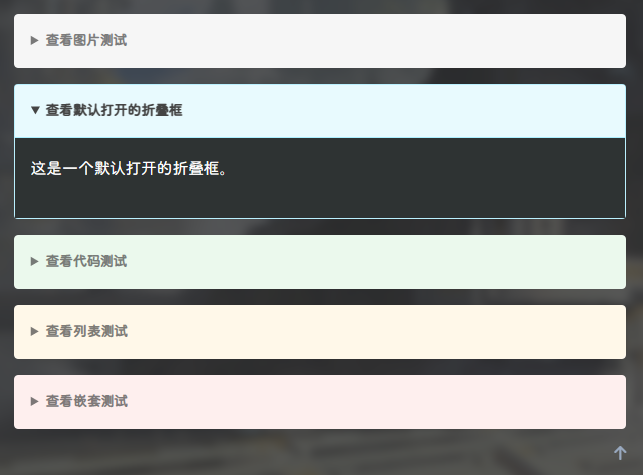 查看图片测试
查看默认打开的折叠框
这是一个默认打开的折叠框。
查看代码测试
查看列表测试
查看嵌套测试